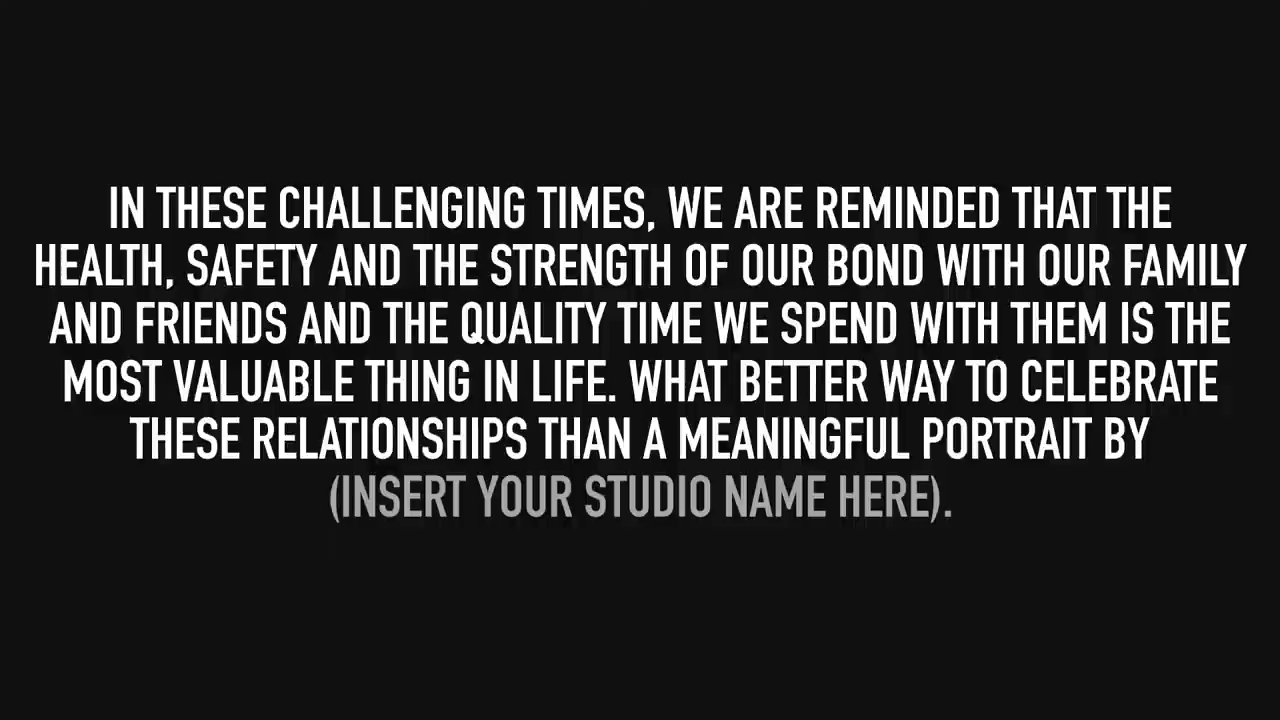 IN THESE CHALLENGING TIMES, WE ARE REMINDED THAT THE
HEALTH, SAFETY AND THE STRENGTH OF OUR BOND WITH OUR FAMILY
AND FRIENDS AND THE QUALITY TIME WE SPEND WITH THEM IS THE
MOST VALUABLE THING IN LIFE. WHAT BETTER WAY TO CELEBRATE
THESE RELATIONSHIPS THAN A MEANINGFUL PORTRAIT BY
(INSERT YOUR STUDIO NAME HERE).